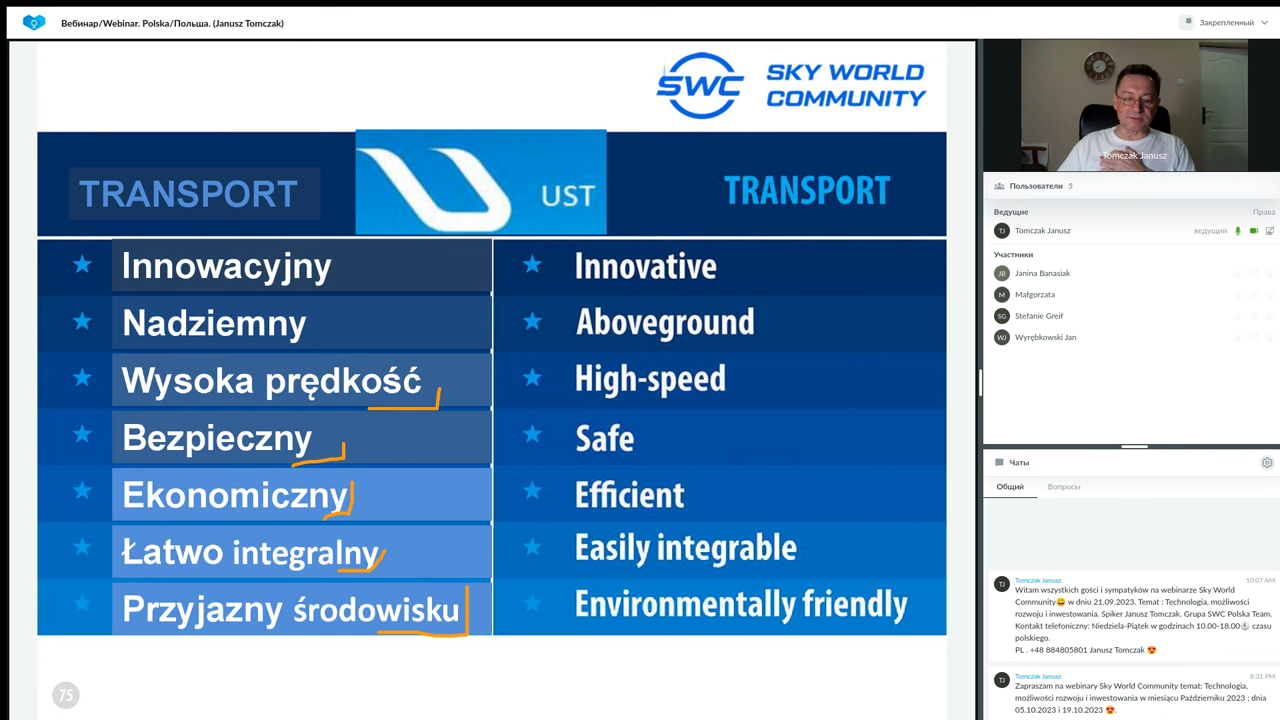 Вебинар/Webinar. Polska/Польша. (Janusz Tomczak)
Закрепленный
SWC
SKY WORLD
COMMUNITY
TRANSPORT
UST
TRANSPORT
Innowacyjny
Innovative
Nadziemny
Aboveground
Wysoka prędkość
High-speed
Bezpieczny
Safe
Ekonomiczny
Efficient
Łatwo integralny
Easily integrable
Przyjazny środowisku
Environmentally friendly
75
Tomczak Janusz
Пользователи 5
Ведущие Права
TJ Tomczak Janusz ведущий
Участники
JB Janina Banasiak
M Małgorzata
SG Stefanie Greif
WJ Wyrębkowski Jan
Чаты
Общий Вопросы
TJ Tomczak Janusz 10:07 AM
Witam wszystkich gości i sympatyków na webinarze Sky World
Community😃 w dniu 21.09.2023. Temat : Technologia, możliwości
rozwoju i inwestowania. Spiker Janusz Tomczak. Grupa SWC Polska Team.
Kontakt telefoniczny: Niedziela-Piątek w godzinach 10.00-18.00 czasu
polskiego.
PL . +48 884805801 Janusz Tomczak 😍
TJ Tomczak Janusz 8:31 PM
Zapraszam na webinary Sky World Community temat: Technologia,
możliwości rozwoju i inwestowania w miesiącu Październiku 2023 ; dnia
05.10.2023 i 19.10.2023 😍.